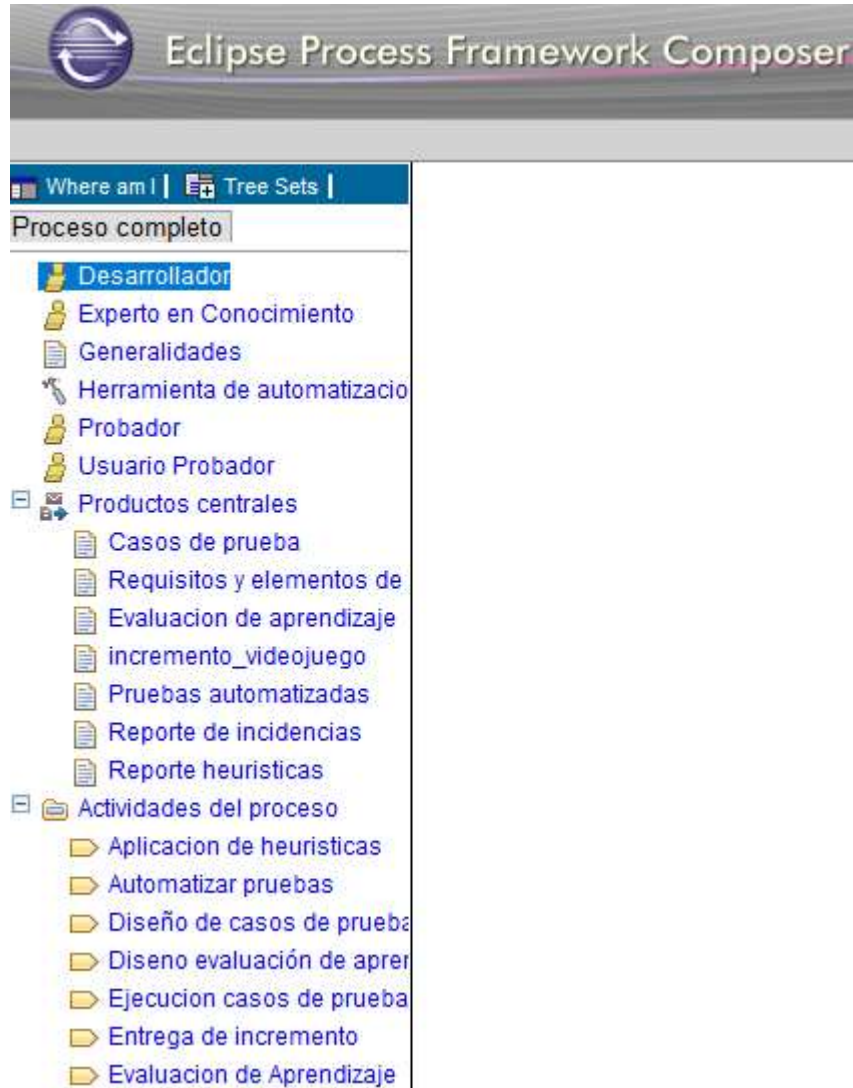 Eclipse Process Framework Composer
Where am I | Tree Sets |
Proceso completo
Desarrollador
Experto en Conocimiento
Generalidades
Herramienta de automatizacio
Probador
Usuario Probador
Productos centrales
Casos de prueba
Requisitos y elementos de
Evaluacion de aprendizaje
incremento_videojuego
Pruebas automatizadas
Reporte de incidencias
Reporte heuristicas
Actividades del proceso
Aplicacion de heuristicas
Automatizar pruebas
Diseño de casos de prueba
Diseno evaluación de aprer
Ejecucion casos de prueba
Entrega de incremento
Evaluacion de Aprendizaje